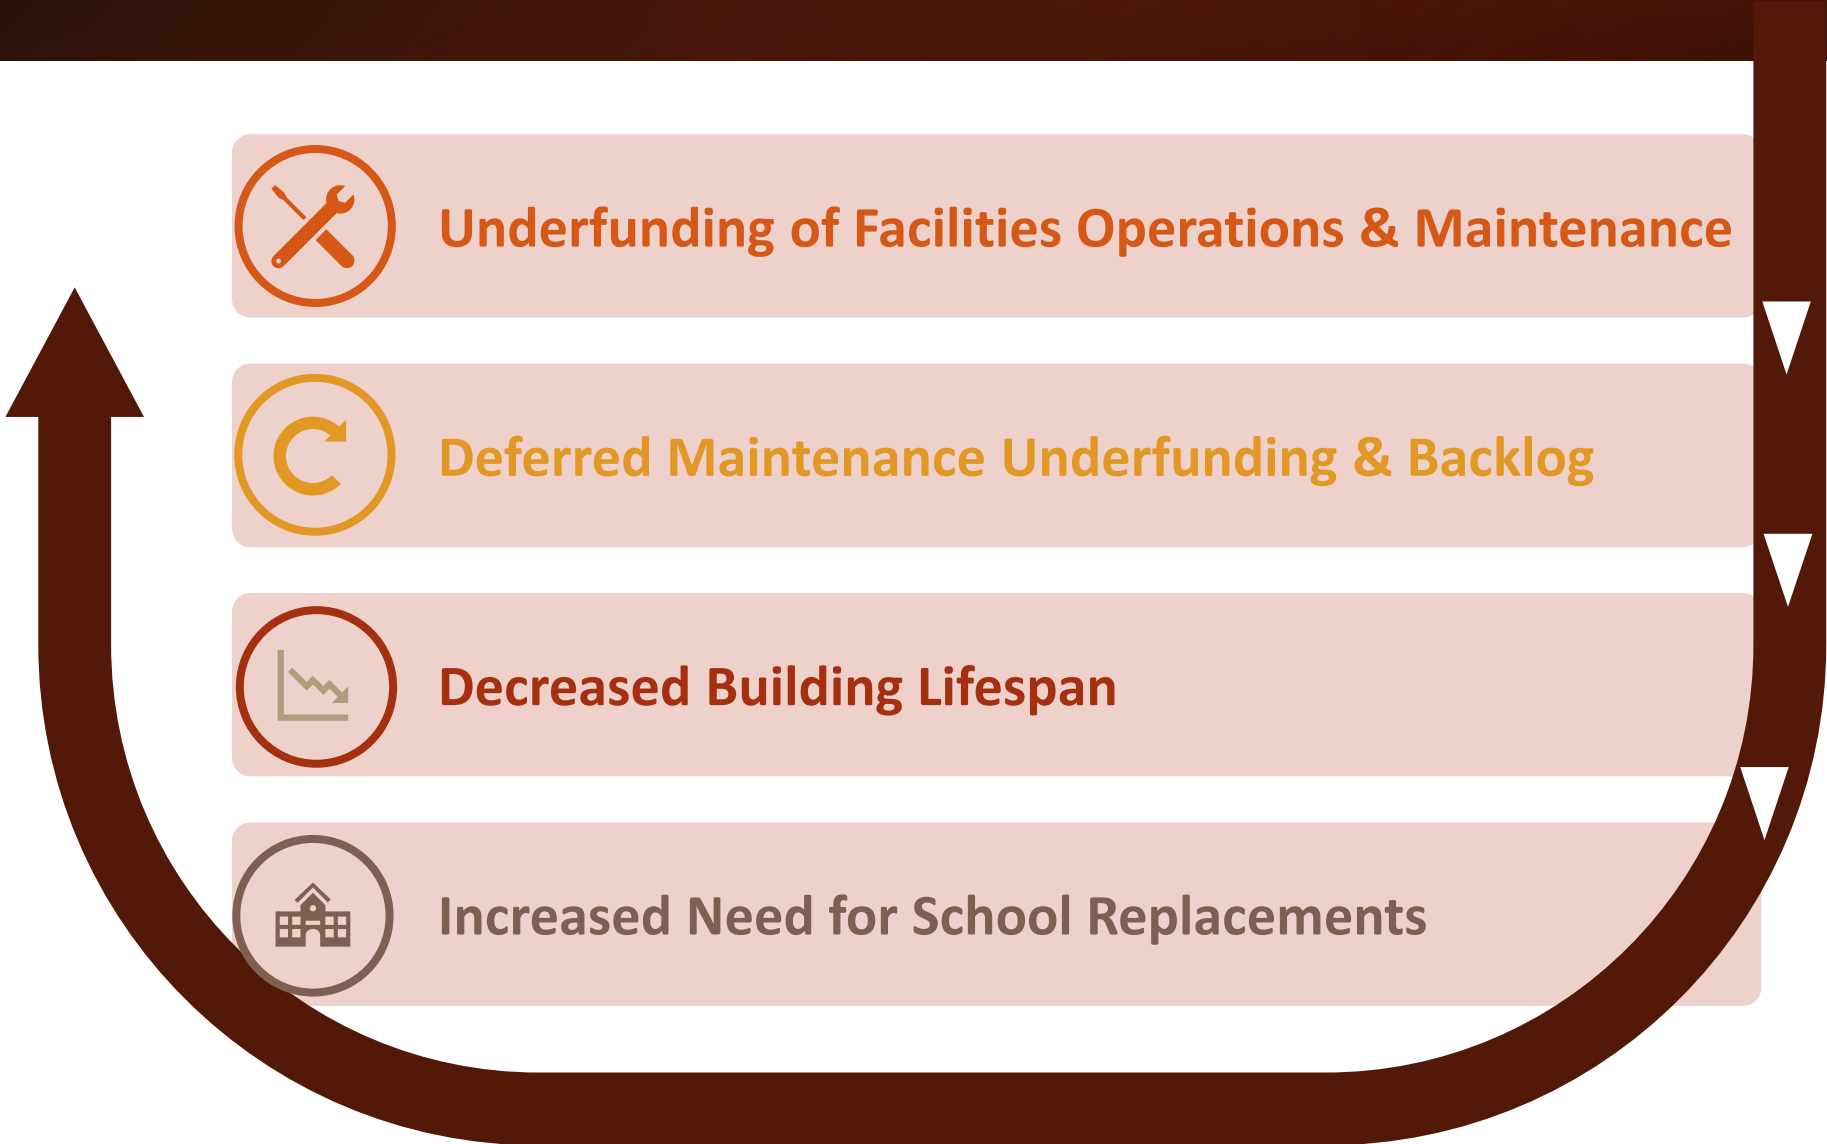 Underfunding of Facilities Operations & Maintenance
Deferred Maintenance Underfunding & Backlog
Decreased Building Lifespan
Increased Need for School Replacements